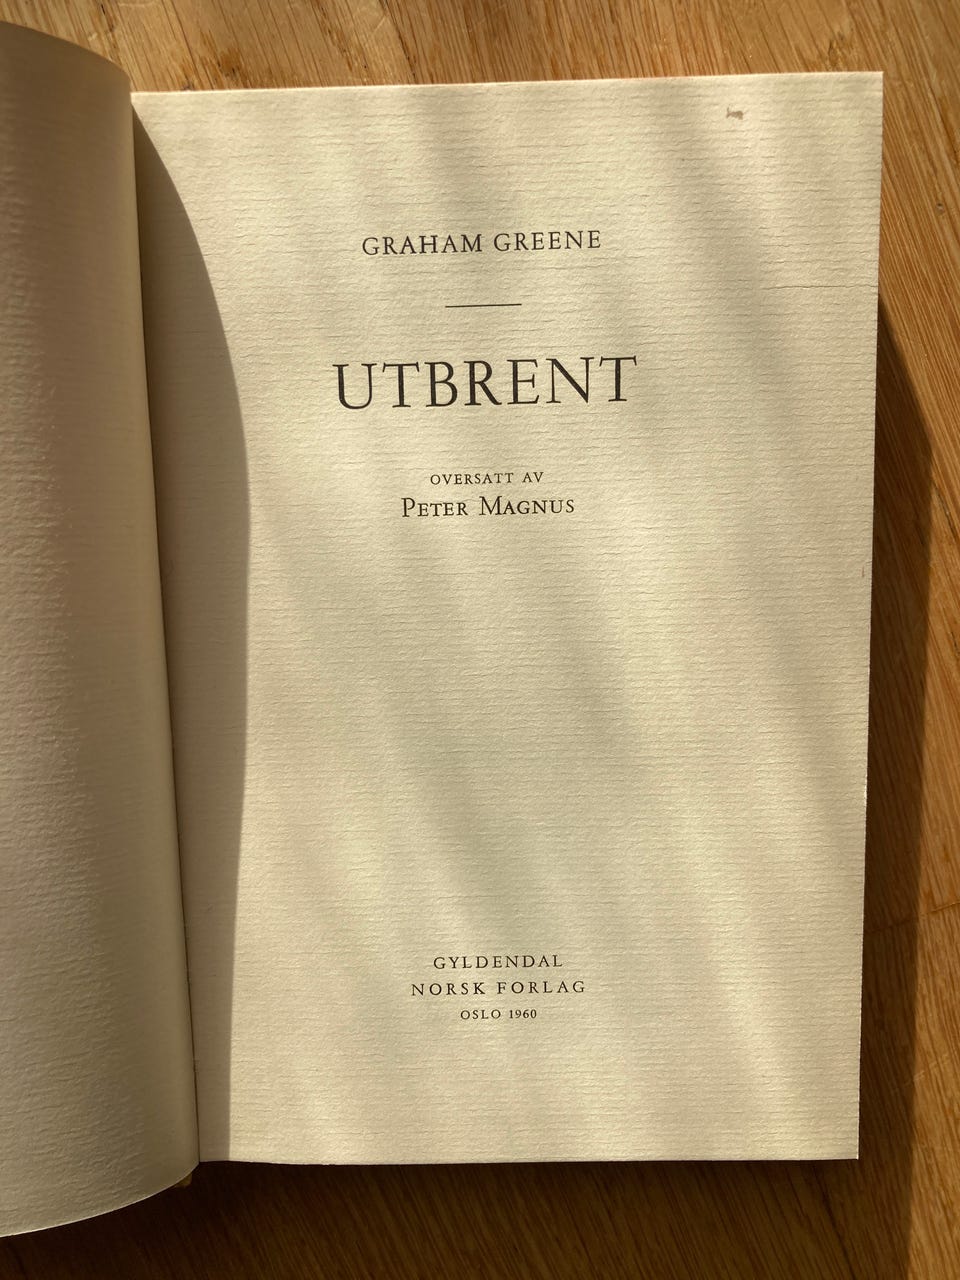 GRAHAM GREENE
UTBRENT
OVERSATT AV
PETER MAGNUS
GYLDENDAL
NORSK FORLAG
OSLO 1960